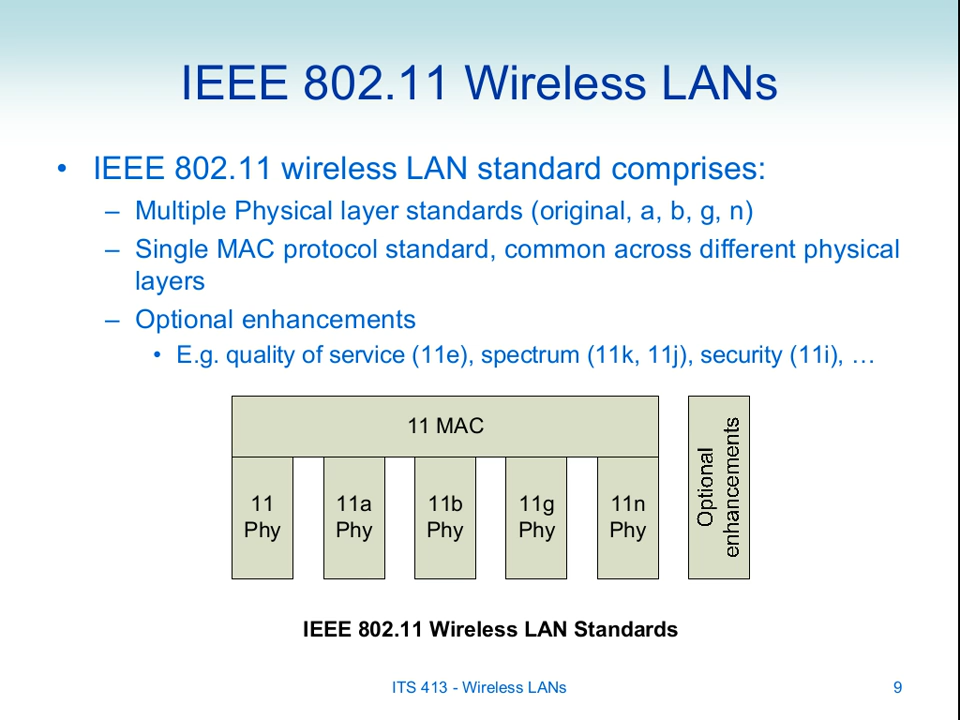 IEEE 802.11 Wireless LANs
• IEEE 802.11 wireless LAN standard comprises:
– Multiple Physical layer standards (original, a, b, g, n)
– Single MAC protocol standard, common across different physical
layers
– Optional enhancements
• E.g. quality of service (11e), spectrum (11k, 11j), security (11i), …
11 MAC
11
Phy
11a
Phy
11b
Phy
11g
Phy
11n
Phy
Optional
enhancements
IEEE 802.11 Wireless LAN Standards
ITS 413 - Wireless LANs
9